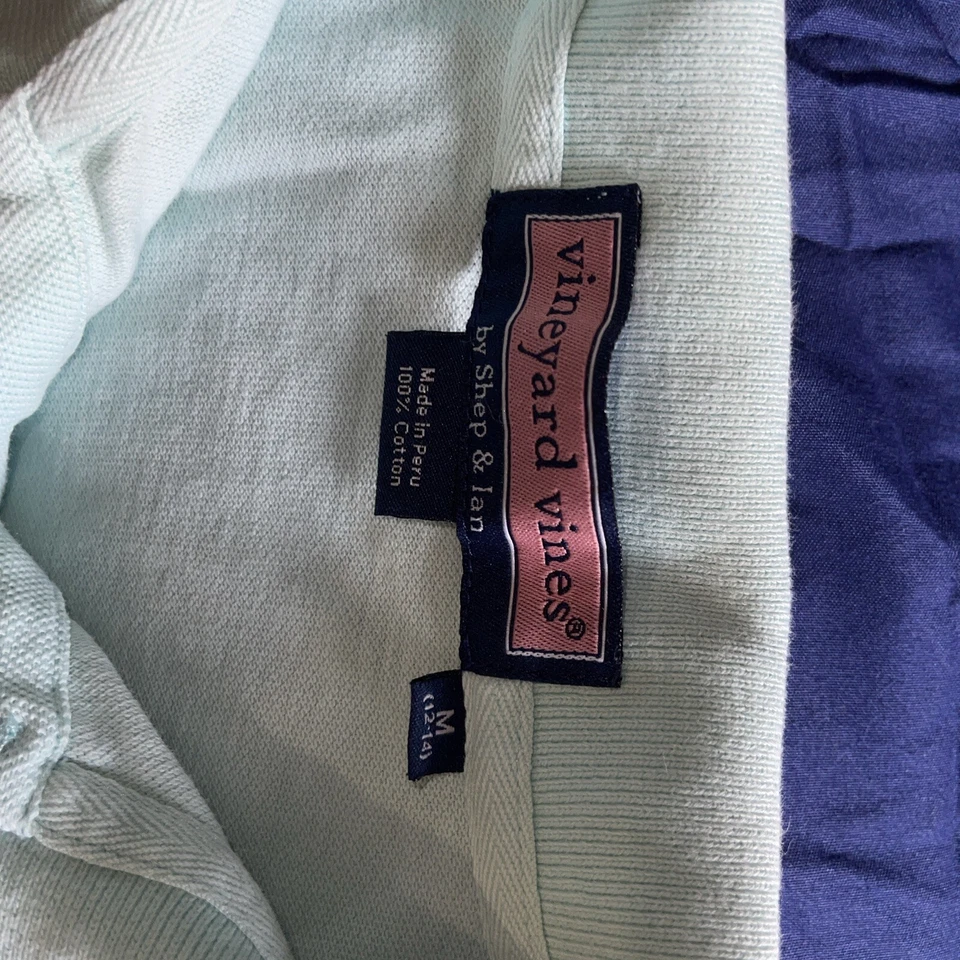 vineyard vines®
by Shep & Ian
Made in Peru
100% Cotton
M
(12-14)